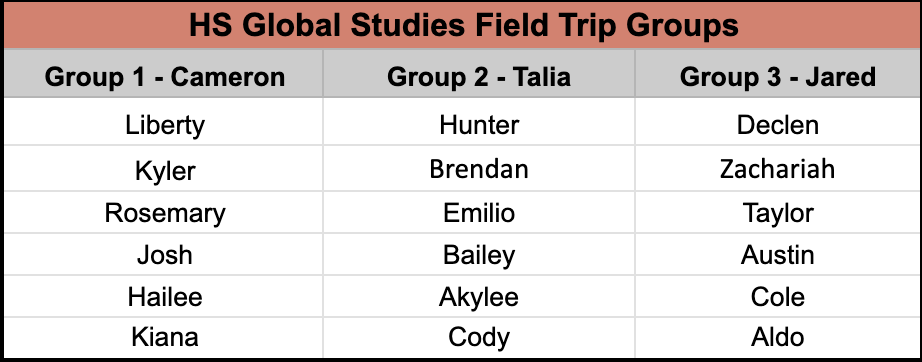 HS Global Studies Field Trip Groups
Group 1 - Cameron Group 2 - Talia Group 3 - Jared
Liberty Hunter Declen
Kyler Brendan Zachariah
Rosemary Emilio Taylor
Josh Bailey Austin
Hailee Akylee Cole
Kiana Cody Aldo